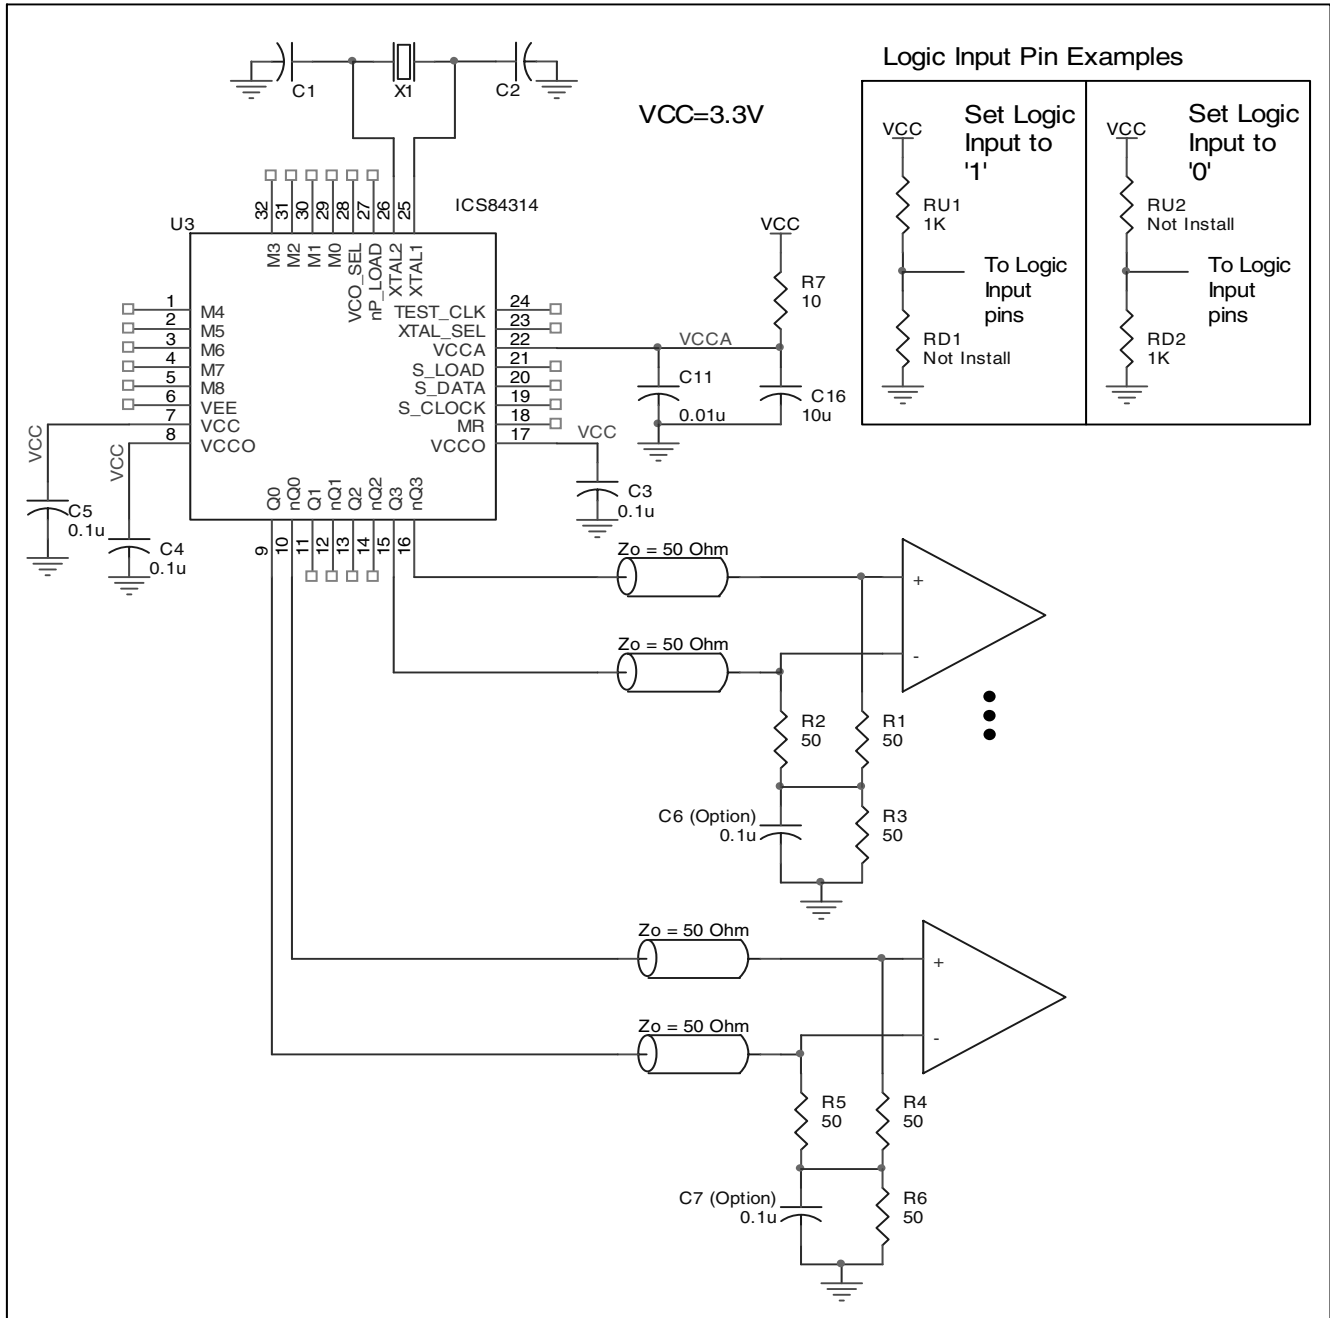 C1
X1
C2
VCC=3.3V
Logic Input Pin Examples
VCC
Set Logic
Input to
'1'
RU1
1K
To Logic
Input
pins
RD1
Not Install
VCC
Set Logic
Input to
'0'
RU2
Not Install
To Logic
Input
pins
RD2
1K
U3
ICS84314
32
31
30
29
28
27
26
25
M3
M2
M1
M0
VCO_SEL
nP_LOAD
XTAL2
XTAL1
1 M4
2 M5
3 M6
4 M7
5 M8
6 VEE
7 VCC
8 VCCO
TEST_CLK 24
XTAL_SEL 23
VCCA 22
S_LOAD 21
S_DATA 20
S_CLOCK 19
MR 18
VCCO 17
Q0
nQ0
Q1
nQ1
Q2
nQ2
Q3
nQ3
9
10
11
12
13
14
15
16
VCC
R7
10
VCCA
C11
0.01u
C16
10u
VCC
C3
0.1u
VCC
C5
0.1u
VCC
C4
0.1u
Zo = 50 Ohm
+
Zo = 50 Ohm
-
R2
50
R1
50
C6 (Option)
0.1u
R3
50
Zo = 50 Ohm
+
Zo = 50 Ohm
-
R5
50
R4
50
C7 (Option)
0.1u
R6
50